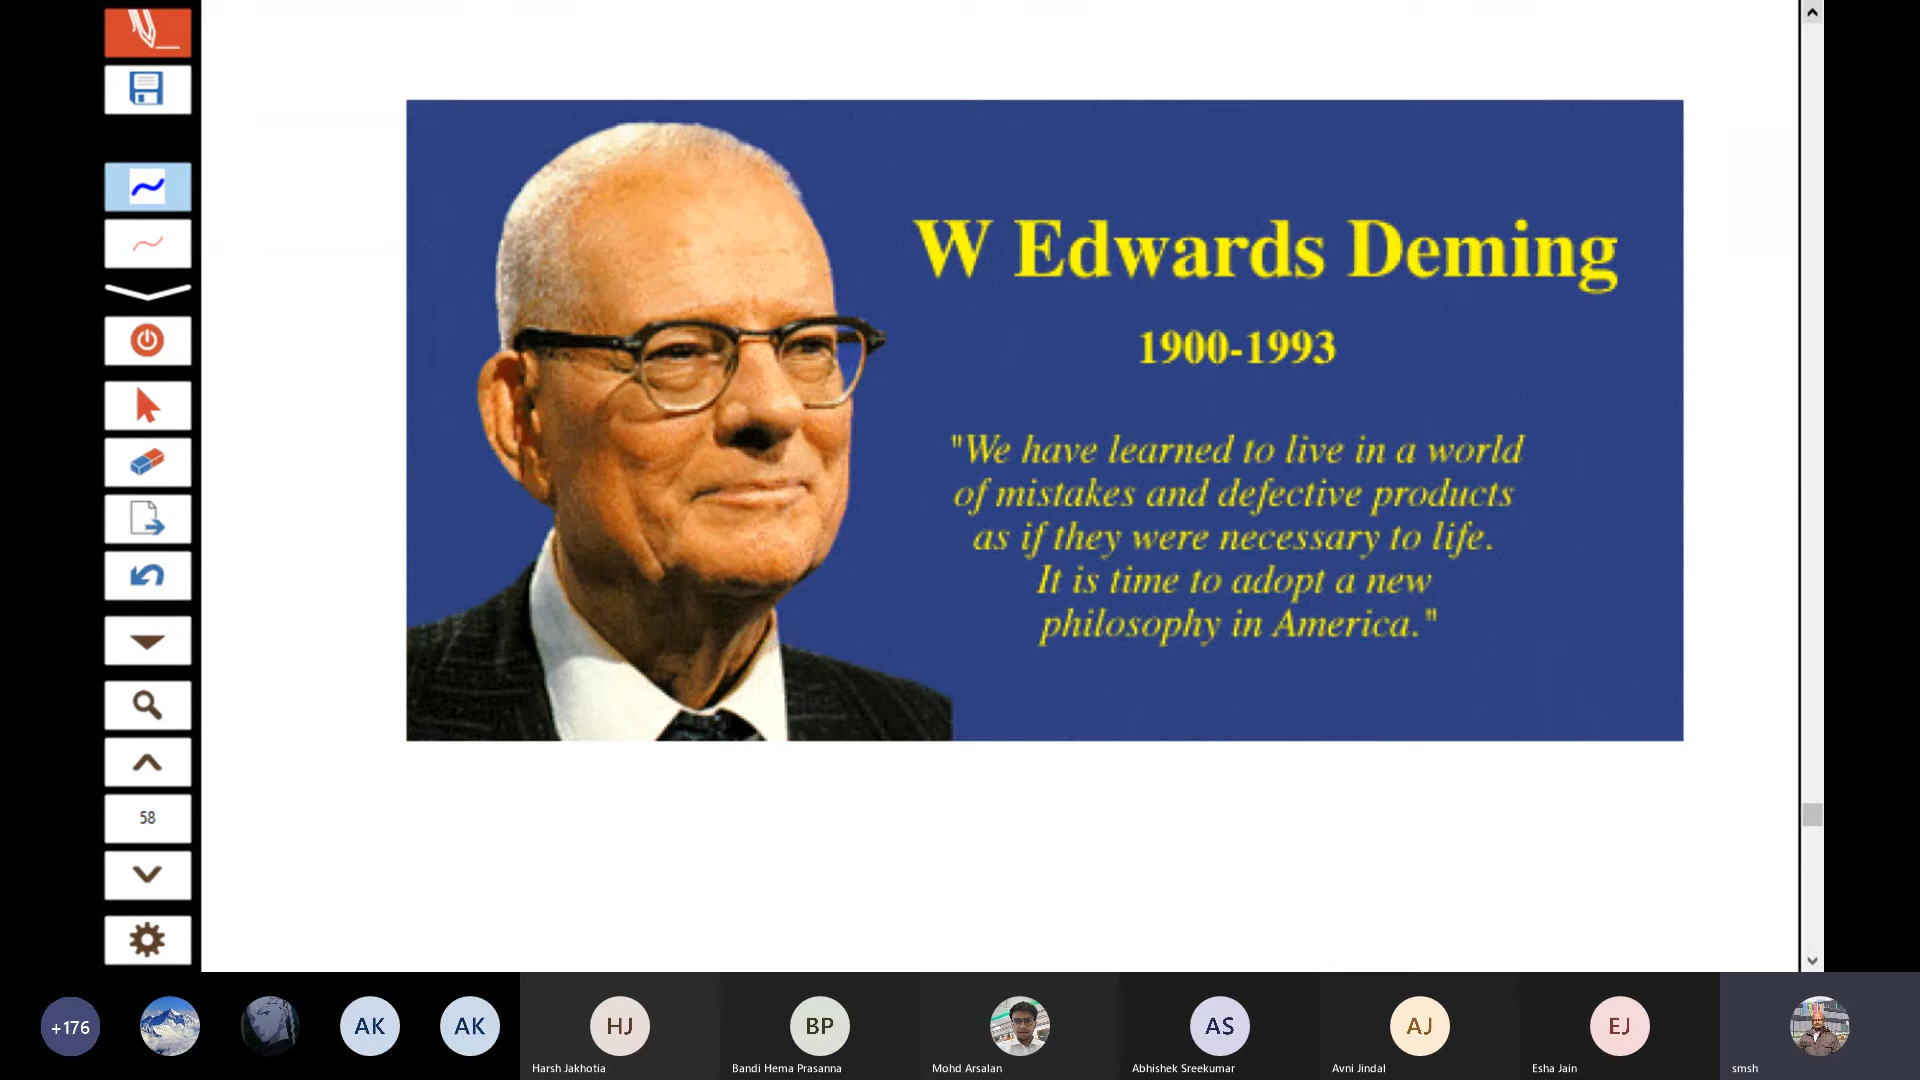 W Edwards Deming
1900-1993
"We have learned to live in a world
of mistakes and defective products
as if they were necessary to life.
It is time to adopt a new
philosophy in America."
58
+176
AK
AK
HJ
BP
AS
AJ
EJ
Harsh Jakhotia
Bandi Hema Prasanna
Mohd Arsalan
Abhishek Sreekumar
Avni Jindal
Esha Jain
smsh